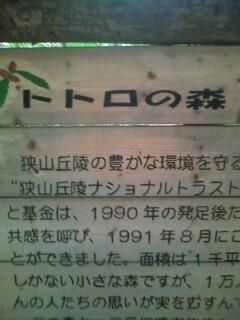 トトロの森
狭山丘陵の豊かな環境を守る
“狭山丘陵ナショナルトラスト
と基金は、1990年の発足後た
共感を呼び、1991年8月にこ
とができました。面積は1千平
しかない小さな森ですが、1万
んの人たちの思いが実をむすんで